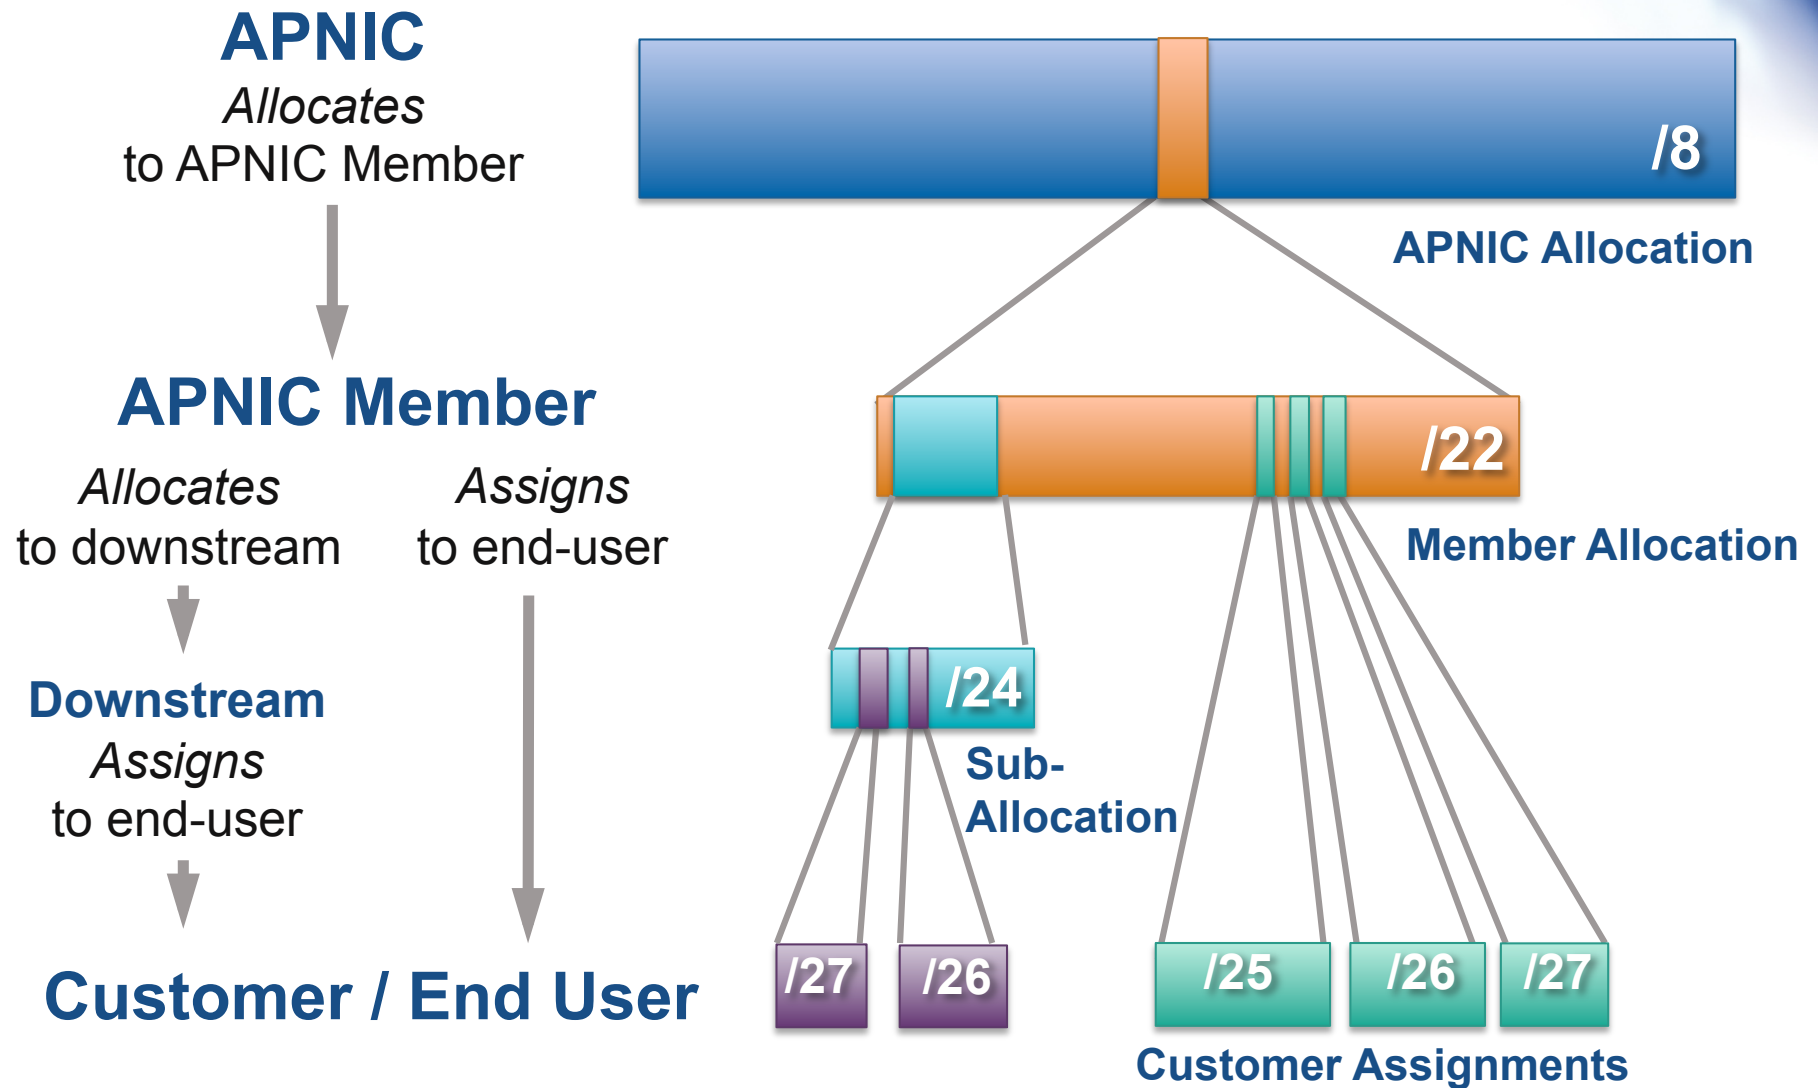 APNIC
Allocates
to APNIC Member
/8
APNIC Allocation
APNIC Member
Allocates
to downstream
Assigns
to end-user
/22
Member Allocation
Downstream
Assigns
to end-user
/24
Sub-
Allocation
Customer / End User
/27
/26
/25
/26
/27
Customer Assignments